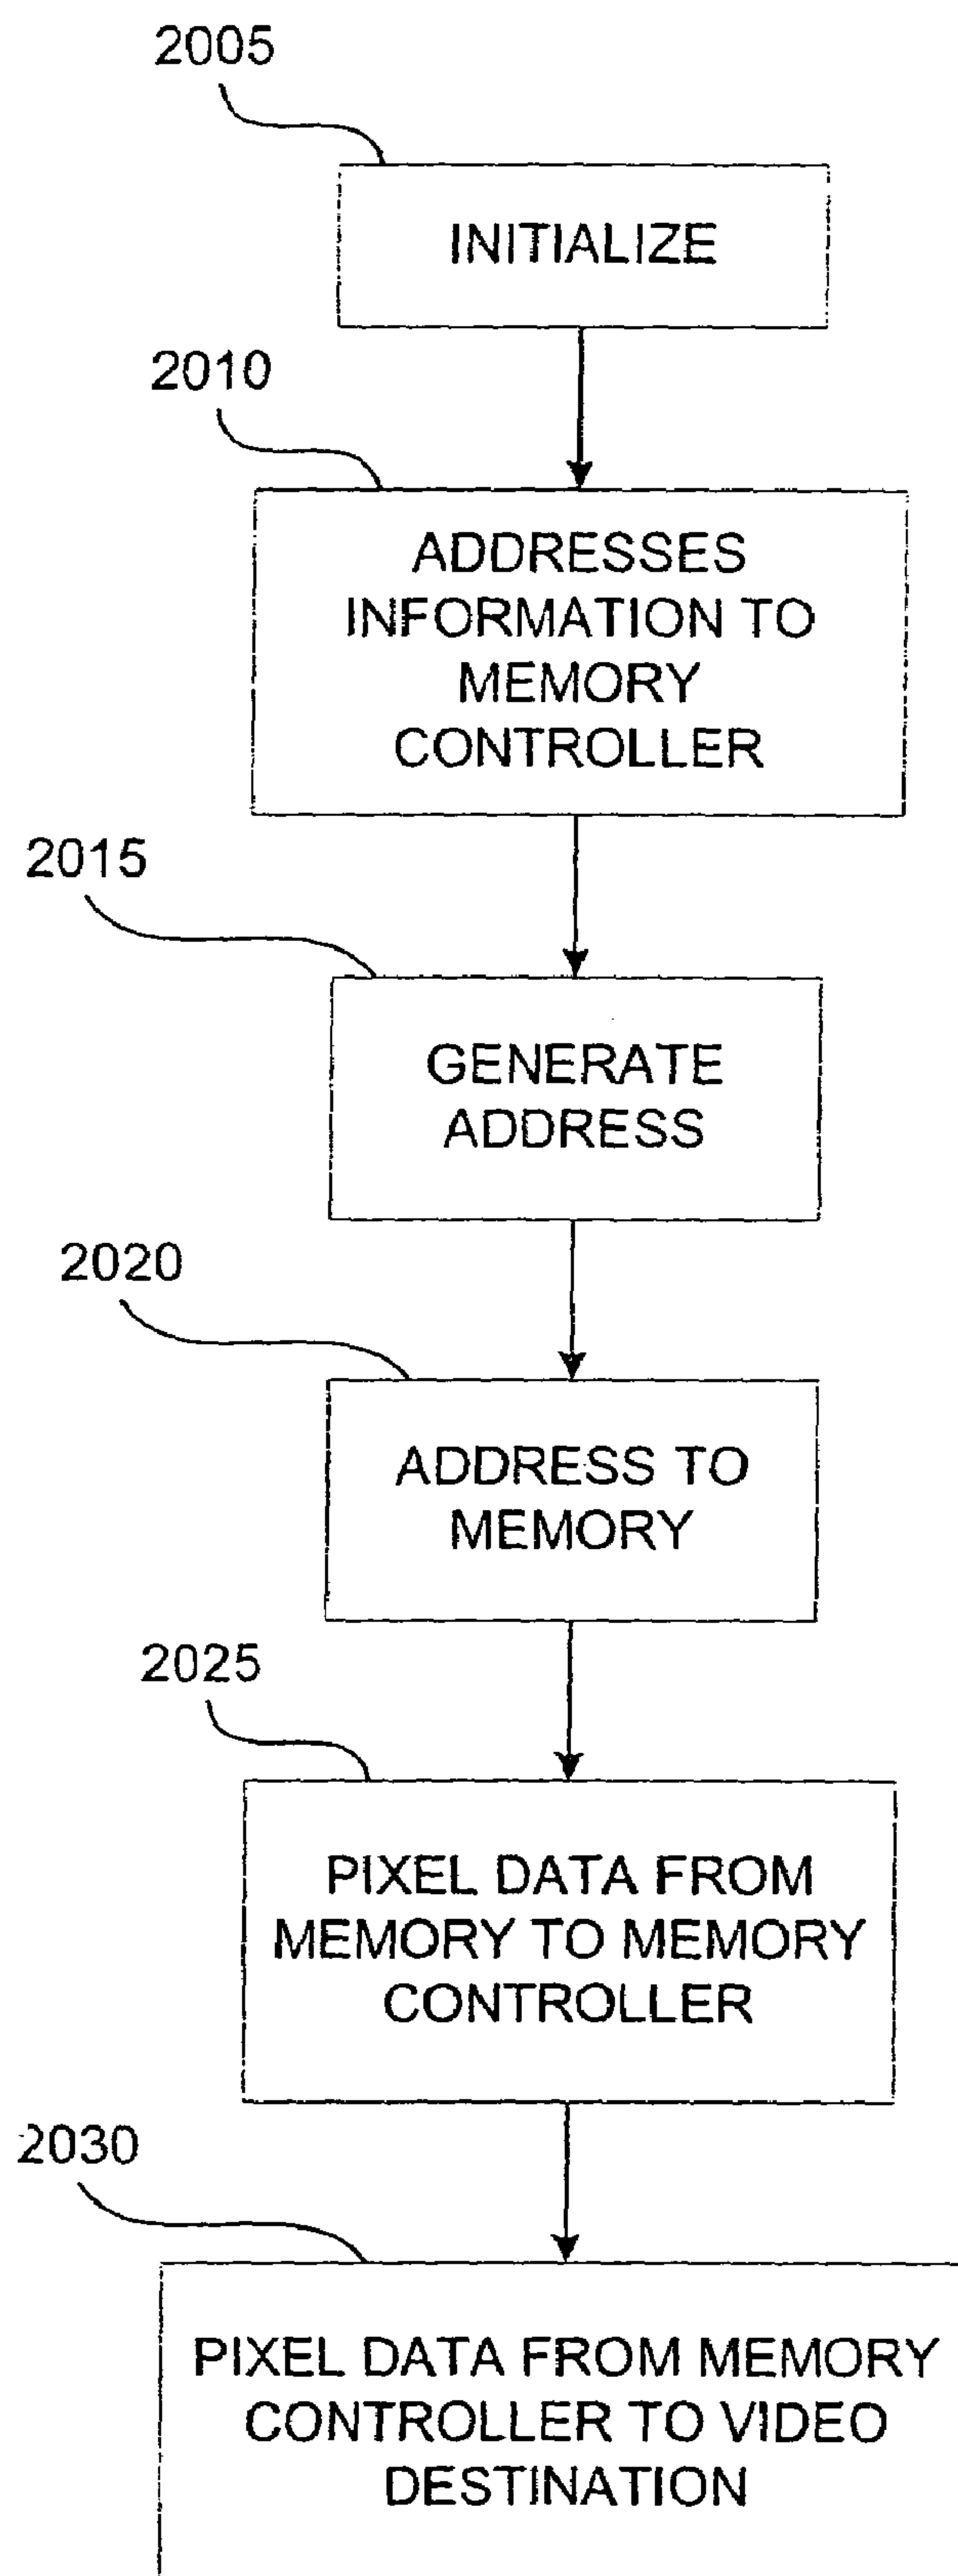 2005
INITIALIZE
2010
ADDRESSES
INFORMATION TO
MEMORY
CONTROLLER
2015
GENERATE
ADDRESS
2020
ADDRESS TO
MEMORY
2025
PIXEL DATA FROM
MEMORY TO MEMORY
CONTROLLER
2030
PIXEL DATA FROM MEMORY
CONTROLLER TO VIDEO
DESTINATION